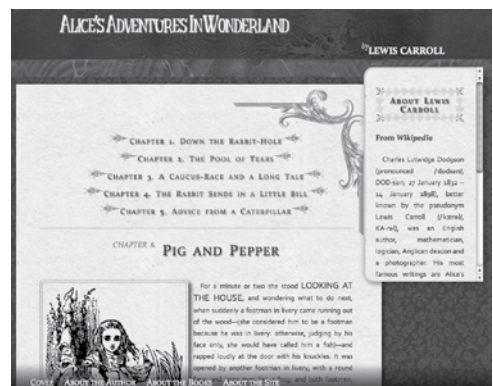 ALICE'S ADVENTURES IN WONDERLAND
by LEWIS CARROLL
CHAPTER 1. DOWN THE RABBIT-HOLE
CHAPTER 2. THE POOL OF TEARS
CHAPTER 3. A CAUCUS-RACE AND A LONG TALE
CHAPTER 4. THE RABBIT SENDS IN A LITTLE BILL
CHAPTER 5. ADVICE FROM A CATERPILLAR
CHAPTER 6. PIG AND PEPPER
For a minute or two she stood LOOKING AT
THE HOUSE, and wondering what to do next,
when suddenly a footman in livery came running out
of the wood—(she considered him to be a footman
because he was in livery: otherwise, judging by his
face only, she would have called him a fish)—and
rapped loudly at the door with his knuckles. It was
opened by another footman in livery, with a round
ABOUT LEWIS
CARROLL
From Wikipedia
Charles Lutwidge Dodgson
(pronounced
DOD-sən; 27 January 1832 –
14 January 1898), better
known by the pseudonym
Lewis Carroll
was an English
author, mathematician,
logician, Anglican deacon and
a photographer. His most
famous writings are Alice's
COVER ABOUT THE AUTHOR ABOUT THE BOOKS ABOUT THE SITE